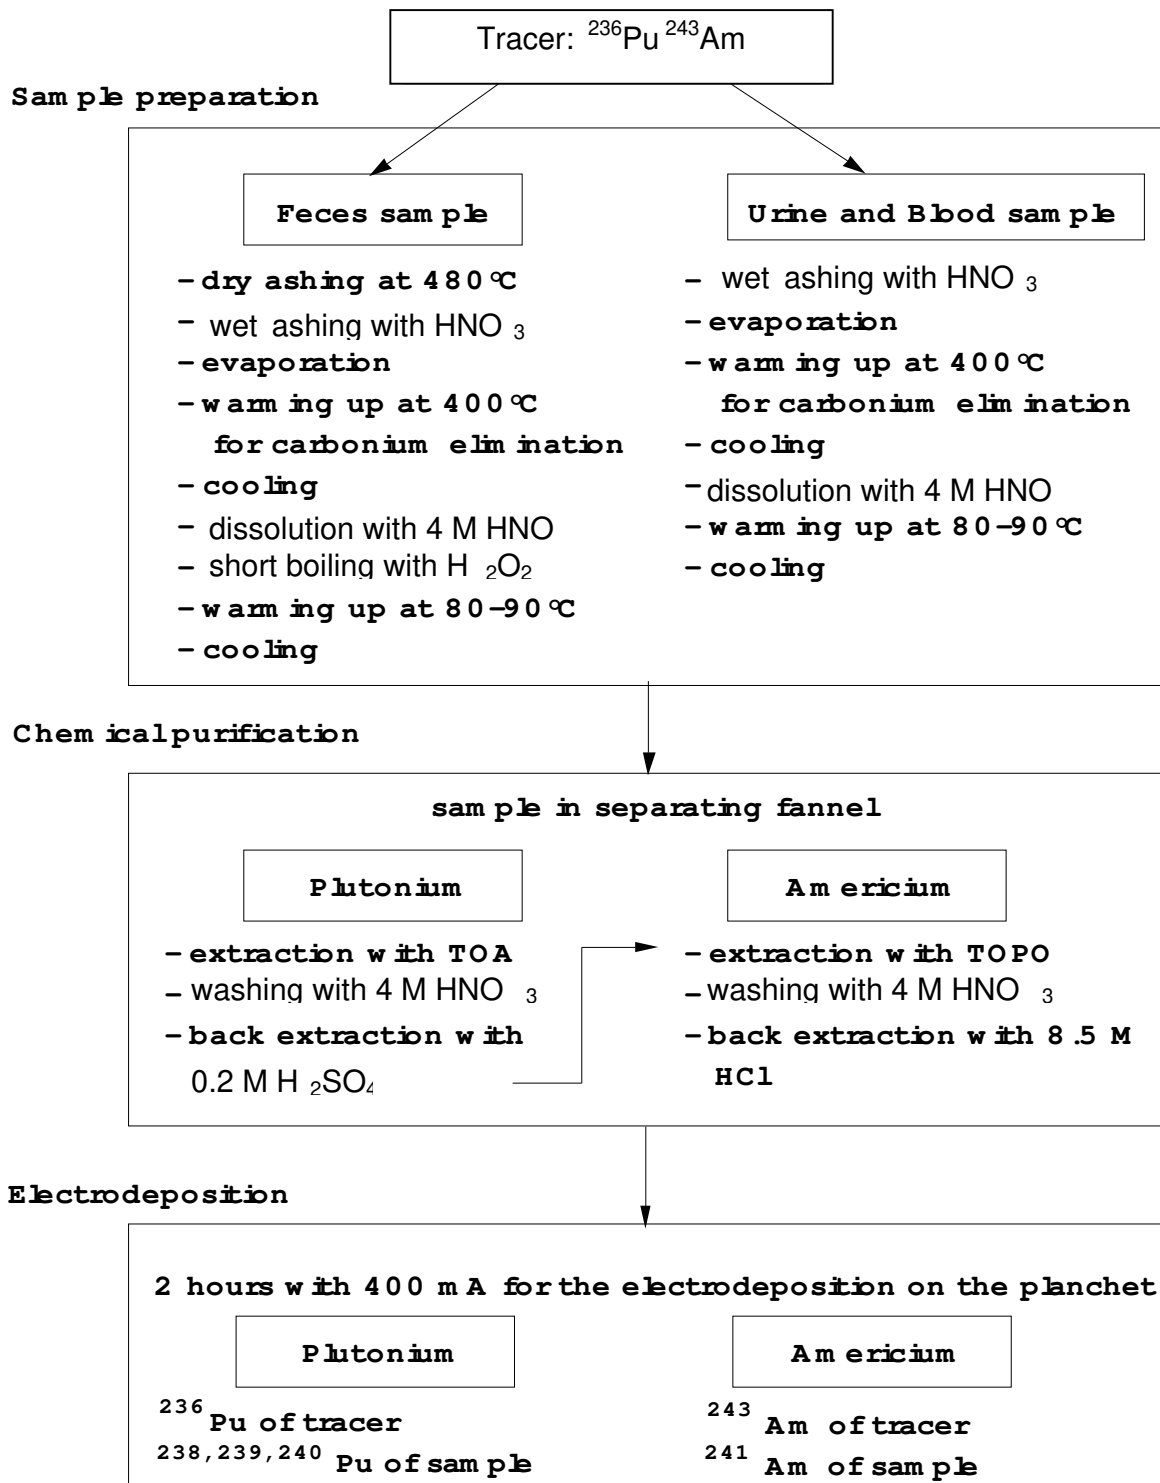 Tracer: ²³⁶Pu ²⁴³Am
Sample preparation
Feces sample
– dry ashing at 480°C
– wet ashing with HNO₃
– evaporation
– warming up at 400°C
for carbonium elimination
– cooling
– dissolution with 4 M HNO
– short boiling with H₂O₂
– warming up at 80–90°C
– cooling
Urine and Blood sample
– wet ashing with HNO₃
– evaporation
– warming up at 400°C
for carbonium elimination
– cooling
– dissolution with 4 M HNO
– warming up at 80–90°C
– cooling
Chemical purification
sample in separating fannel
Plutonium
– extraction with TOA
– washing with 4 M HNO₃
– back extraction with
0.2 M H₂SO₄
Americium
– extraction with TOPO
– washing with 4 M HNO₃
– back extraction with 8.5 M
HCl
Electrodeposition
2 hours with 400 mA for the electrodeposition on the planchet
Plutonium
²³⁶Pu of tracer
²³⁸,²³⁹,²⁴⁰Pu of sample
Americium
²⁴³Am of tracer
²⁴¹Am of sample